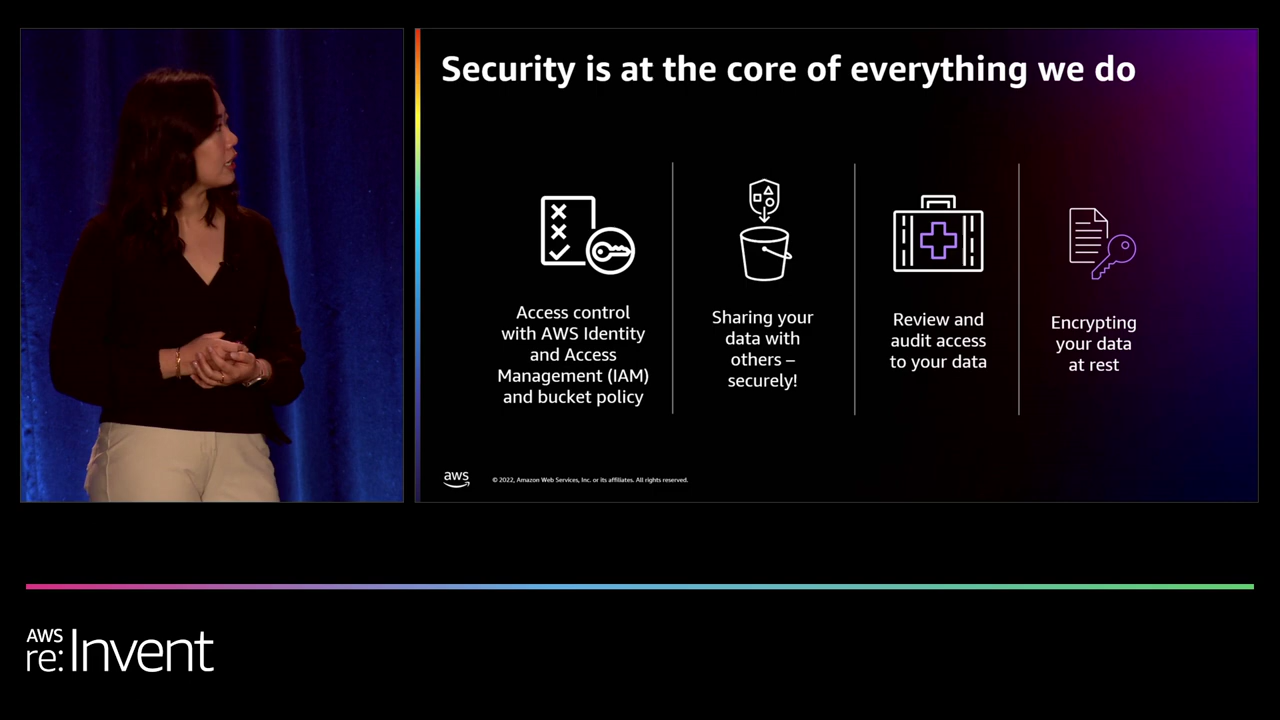 Security is at the core of everything we do
Access control
with AWS Identity
and Access
Management (IAM)
and bucket policy
Sharing your
data with
others –
securely!
Review and
audit access
to your data
Encrypting
your data
at rest
aws
© 2022, Amazon Web Services, Inc. or its affiliates. All rights reserved.
AWS
re:Invent